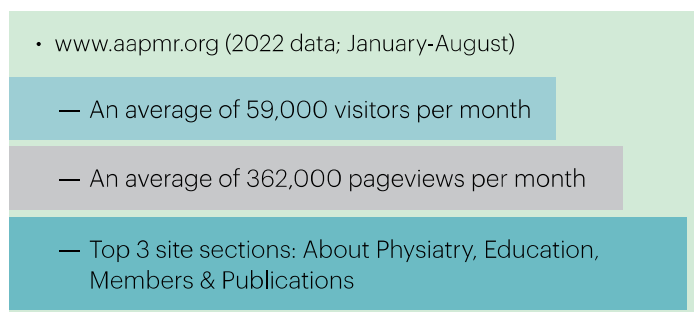 • www.aapmr.org (2022 data; January-August)
— An average of 59,000 visitors per month
— An average of 362,000 pageviews per month
— Top 3 site sections: About Physiatry, Education,
Members & Publications